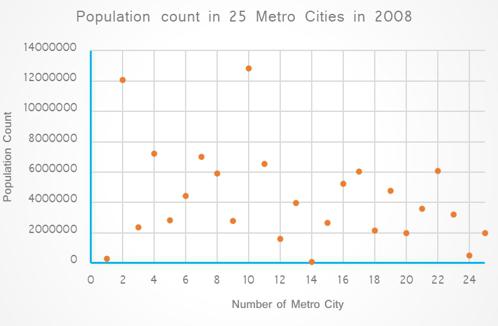 Population count in 25 Metro Cities in 2008
14000000
12000000
10000000
8000000
6000000
4000000
2000000
0
Population Count
0 2 4 6 8 10 12 14 16 18 20 22 24
Number of Metro City